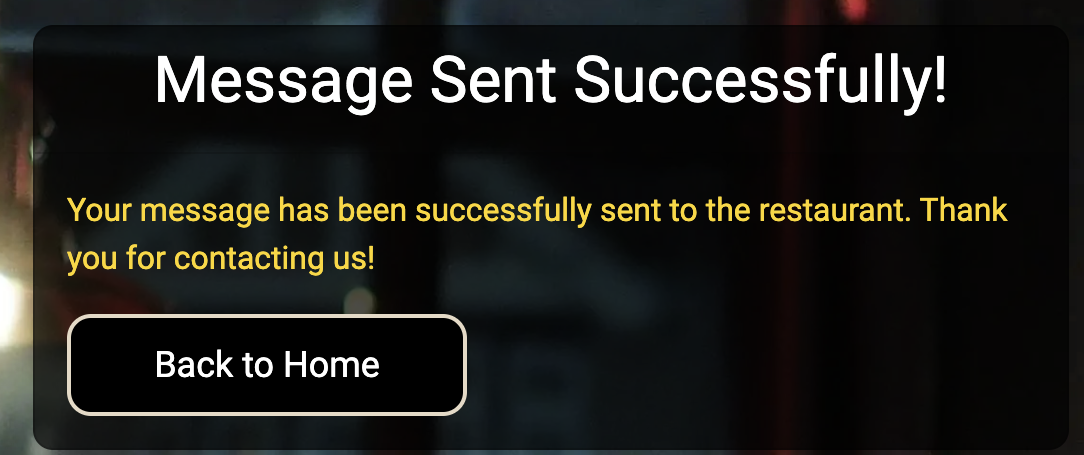 Message Sent Successfully!
Your message has been successfully sent to the restaurant. Thank
you for contacting us!
Back to Home